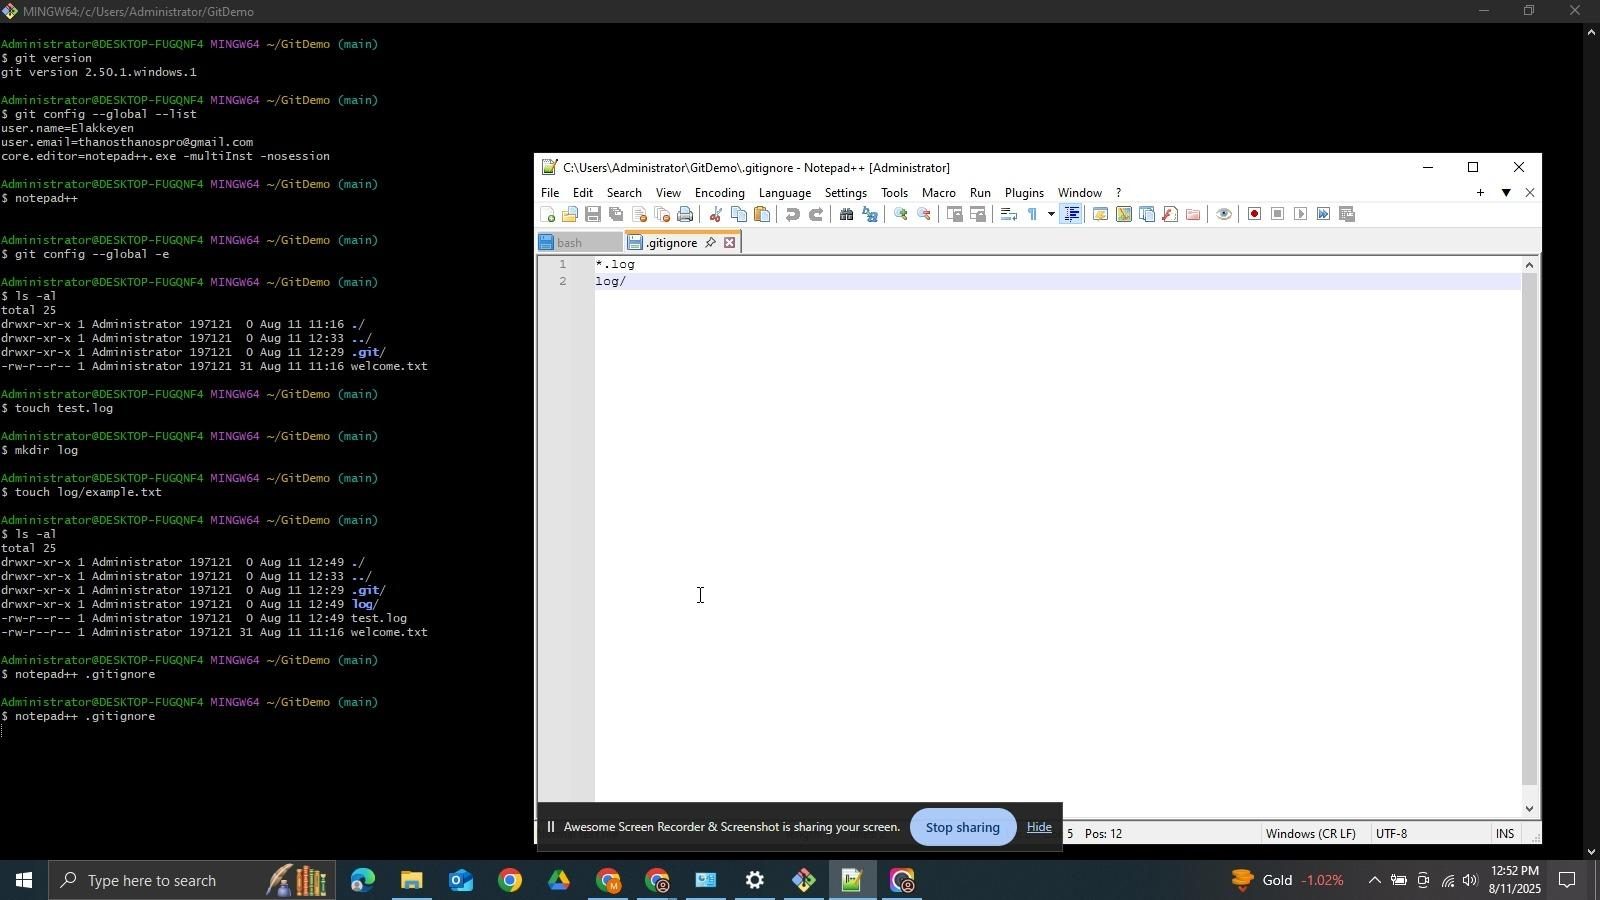 MINGW64:/c/Users/Administrator/GitDemo
Administrator@DESKTOP-FUGQNF4 MINGW64 ~/GitDemo (main)
$ git version
git version 2.50.1.windows.1
Administrator@DESKTOP-FUGQNF4 MINGW64 ~/GitDemo (main)
$ git config --global --list
user.name=Elakkeyen
user.email=thanosthanospro@gmail.com
core.editor=notepad++.exe -multiInst -nosession
Administrator@DESKTOP-FUGQNF4 MINGW64 ~/GitDemo (main)
$ notepad++
Administrator@DESKTOP-FUGQNF4 MINGW64 ~/GitDemo (main)
$ git config --global -e
Administrator@DESKTOP-FUGQNF4 MINGW64 ~/GitDemo (main)
$ ls -al
total 25
drwxr-xr-x 1 Administrator 197121  0 Aug 11 11:16 ./
drwxr-xr-x 1 Administrator 197121  0 Aug 11 12:33 ../
drwxr-xr-x 1 Administrator 197121  0 Aug 11 12:29 .git/
-rw-r--r-- 1 Administrator 197121 31 Aug 11 11:16 welcome.txt
Administrator@DESKTOP-FUGQNF4 MINGW64 ~/GitDemo (main)
$ touch test.log
Administrator@DESKTOP-FUGQNF4 MINGW64 ~/GitDemo (main)
$ mkdir log
Administrator@DESKTOP-FUGQNF4 MINGW64 ~/GitDemo (main)
$ touch log/example.txt
Administrator@DESKTOP-FUGQNF4 MINGW64 ~/GitDemo (main)
$ ls -al
total 25
drwxr-xr-x 1 Administrator 197121  0 Aug 11 12:49 ./
drwxr-xr-x 1 Administrator 197121  0 Aug 11 12:33 ../
drwxr-xr-x 1 Administrator 197121  0 Aug 11 12:29 .git/
drwxr-xr-x 1 Administrator 197121  0 Aug 11 12:49 log/
-rw-r--r-- 1 Administrator 197121  0 Aug 11 12:49 test.log
-rw-r--r-- 1 Administrator 197121 31 Aug 11 11:16 welcome.txt
Administrator@DESKTOP-FUGQNF4 MINGW64 ~/GitDemo (main)
$ notepad++ .gitignore
Administrator@DESKTOP-FUGQNF4 MINGW64 ~/GitDemo (main)
$ notepad++ .gitignore
C:\Users\Administrator\GitDemo\.gitignore - Notepad++ [Administrator]
File Edit Search View Encoding Language Settings Tools Macro Run Plugins Window ?
bash .gitignore
1 *.log
2 log/
Awesome Screen Recorder & Screenshot is sharing your screen. Stop sharing Hide
5 Pos: 12 Windows (CR LF) UTF-8 INS
Type here to search
Gold -1.02%
12:52 PM
8/11/2025